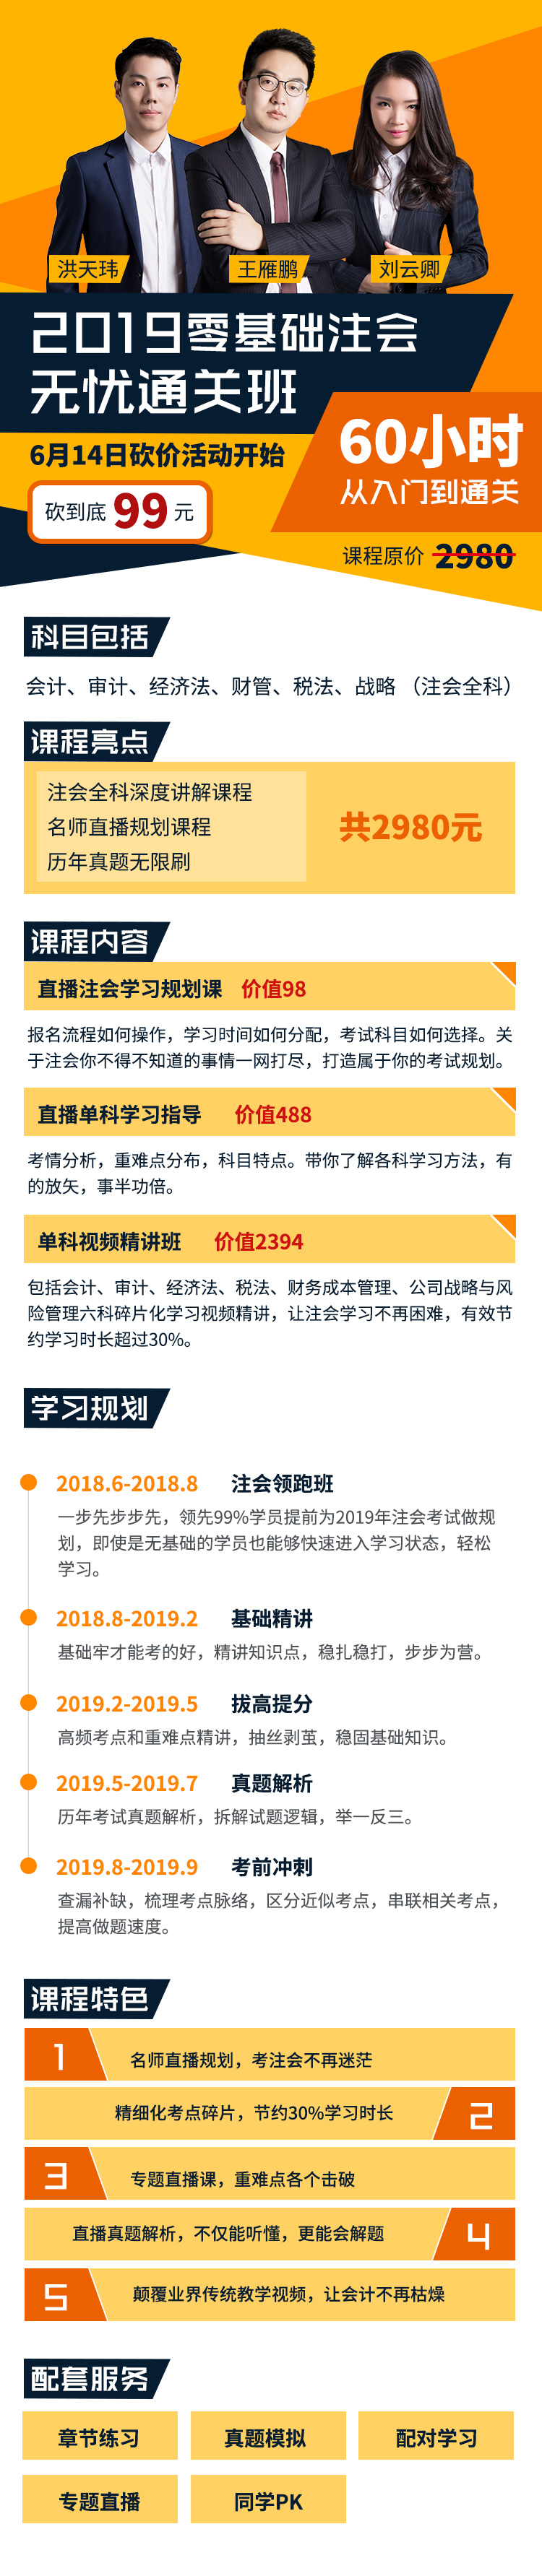 洪天玮
王雁鹏
刘云卿
2019零基础注会
无忧通关班
6月14日砍价活动开始
60小时
从入门到通关
砍到底 99 元
课程原价 2980
科目包括
会计、审计、经济法、财管、税法、战略 （注会全科）
课程亮点
注会全科深度讲解课程
名师直播规划课程
历年真题无限刷
共2980元
课程内容
直播注会学习规划课 价值98
报名流程如何操作，学习时间如何分配，考试科目如何选择。关
于注会你不得不知道的事情一网打尽，打造属于你的考试规划。
直播单科学习指导 价值488
考情分析，重难点分布，科目特点。带你了解各科学习方法，有
的放矢，事半功倍。
单科视频精讲班 价值2394
包括会计、审计、经济法、税法、财务成本管理、公司战略与风
险管理六科碎片化学习视频精讲，让注会学习不再困难，有效节
约学习时长超过30%。
学习规划
2018.6-2018.8 注会领跑班
一步先步步先，领先99%学员提前为2019年注会考试做规
划，即使是无基础的学员也能够快速进入学习状态，轻松
学习。
2018.8-2019.2 基础精讲
基础牢才能考的好，精讲知识点，稳扎稳打，步步为营。
2019.2-2019.5 拔高提分
高频考点和重难点精讲，抽丝剥茧，稳固基础知识。
2019.5-2019.7 真题解析
历年考试真题解析，拆解试题逻辑，举一反三。
2019.8-2019.9 考前冲刺
查漏补缺，梳理考点脉络，区分近似考点，串联相关考点，
提高做题速度。
课程特色
1 名师直播规划，考注会不再迷茫
精细化考点碎片，节约30%学习时长 2
3 专题直播课，重难点各个击破
直播真题解析，不仅能听懂，更能会解题 4
5 颠覆业界传统教学视频，让会计不再枯燥
配套服务
章节练习 真题模拟 配对学习
专题直播 同学PK